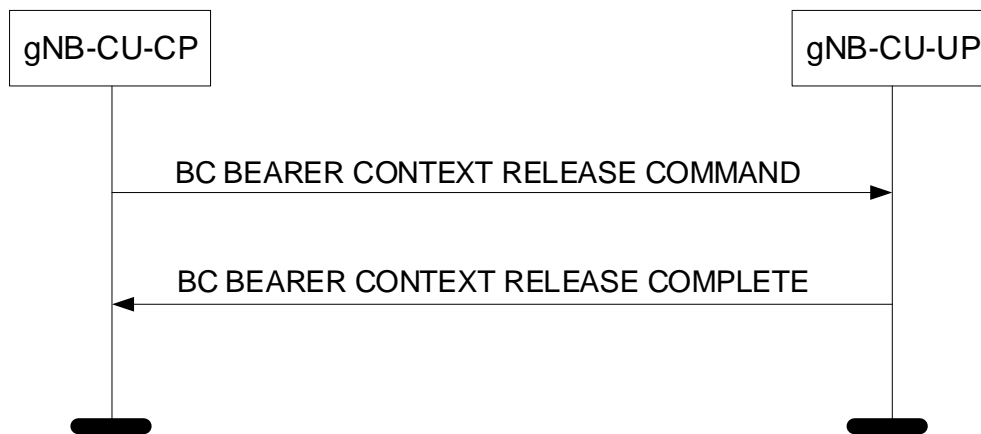 gNB-CU-CP
gNB-CU-UP
BC BEARER CONTEXT RELEASE COMMAND
BC BEARER CONTEXT RELEASE COMPLETE